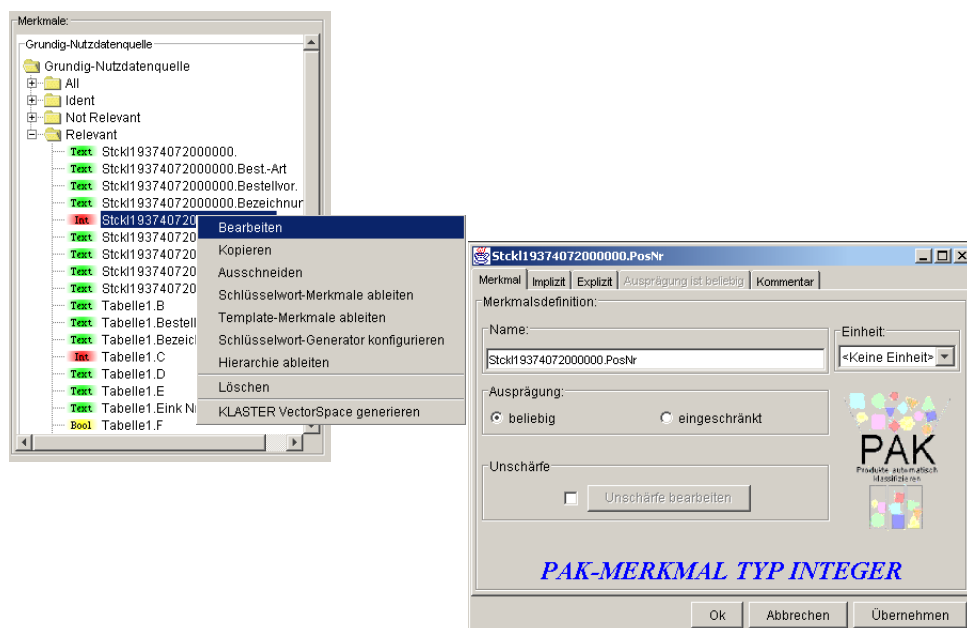 Merkmale:
Grundig-Nutzdatenquelle
Grundig-Nutzdatenquelle
All
Ident
Not Relevant
Relevant
Text Stckl19374072000000.
Text Stckl19374072000000.Best.-Art
Text Stckl19374072000000.Bestellvor.
Text Stckl19374072000000.Bezeichnur
Int Stckl193740720
Text Stckl193740720
Text Stckl193740720
Text Stckl193740720
Text Stckl193740720
Text Tabelle1.B
Text Tabelle1.Bestell
Text Tabelle1.Bezeicl
Int Tabelle1.C
Text Tabelle1.D
Text Tabelle1.E
Text Tabelle1.Eink N
Bool Tabelle1.F
Bearbeiten
Kopieren
Ausschneiden
Schlüsselwort-Merkmale ableiten
Template-Merkmale ableiten
Schlüsselwort-Generator konfigurieren
Hierarchie ableiten
Löschen
KLASTER VectorSpace generieren
Stckl19374072000000.PosNr
Merkmal Implizit Explizit Ausprägung ist beliebig Kommentar
Merkmalsdefinition:
Name:
Stckl19374072000000.PosNr
Einheit:
<Keine Einheit>
Ausprägung:
beliebig eingeschränkt
Unschärfe
Unschärfe bearbeiten
PAK
Produkte automatisch
klassifizieren
PAK-MERKMAL TYP INTEGER
Ok Abbrechen Übernehmen